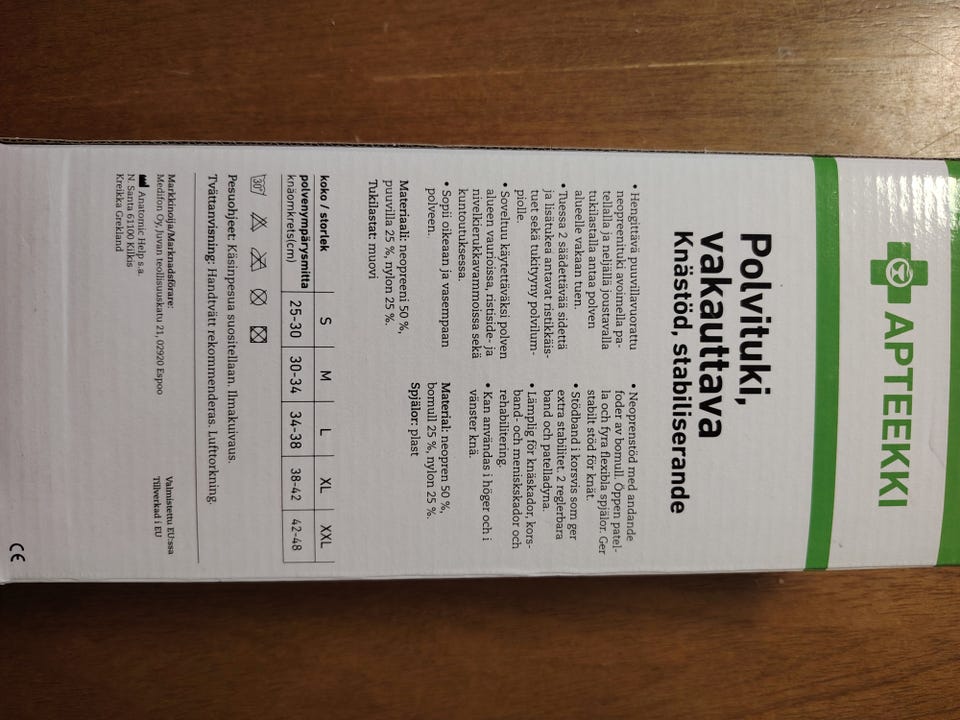 APTEEKKI
Polvituki,
vakauttava
Knästöd, stabiliserande
• Hengittävä puuvillavuorattu
neopreenituki avoimella pa-
tellalla ja neljällä joustavalla
tukilastalla antaa polven
alueelle vakaan tuen.
• Tuessa 2 säädettävää sidettä
ja lisätukea antavat ristikkäis-
tuet sekä tukityyny polvilum-
piolle.
• Soveltuu käytettäväksi polven
alueen vaurioissa, ristiside- ja
nivelkierukkavammoissa sekä
kuntoutuksessa.
• Sopii oikeaan ja vasempaan
polveen.
Materiaali: neopreeni 50 %,
puuvilla 25 %, nylon 25 %.
Tukilastat: muovi
• Neoprenstöd med andande
foder av bomull. Öppen patel-
la och fyra flexibla spjälor. Ger
stabilt stöd för knät.
• Stödband i korsvis som ger
extra stabilitet. 2 reglerbara
band och patelladyna.
• Lämplig för knäskador, kors-
band- och meniskskador och
rehabilitering.
• Kan användas i höger och i
vänster knä.
Material: neopren 50 %,
bomull 25 %, nylon 25 %.
Spjälor: plast
koko / storlek S M L XL XXL
polvenympärysmitta
knäomkrets(cm) 25-30 30-34 34-38 38-42 42-48
30°
Pesuohjeet: Käsinpesua suositellaan. Ilmakuivaus.
Tvättanvisning: Handtvätt rekommenderas. Lufttorkning.
Markkinoija/Marknadsförare:
Medifon Oy, Juvan teollisuuskatu 21, 02920 Espoo
Anatomic Help s.a.
N. Santa 61100 Kilkis
Kreikka Grekland
Valmistettu EU:ssa
Tillverkad i EU
CE